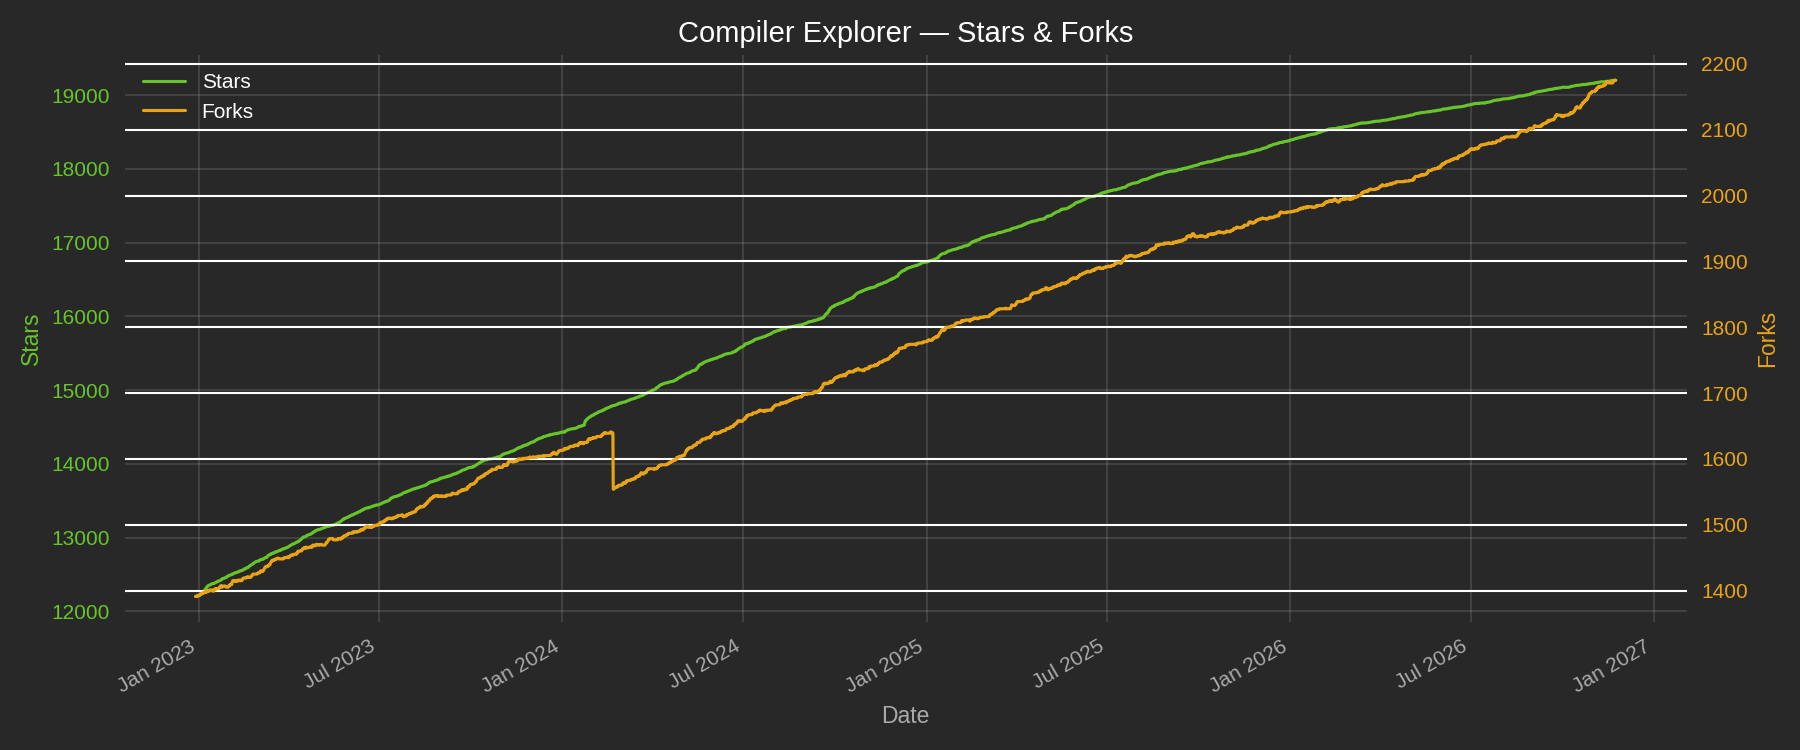 Compiler Explorer — Stars & Forks
Stars
Forks
19000
18000
17000
16000
15000
14000
13000
12000
Stars
2200
2100
2000
1900
1800
1700
1600
1500
1400
Forks
Jan 2023
Jul 2023
Jan 2024
Jul 2024
Jan 2025
Jul 2025
Jan 2026
Jul 2026
Jan 2027
Date